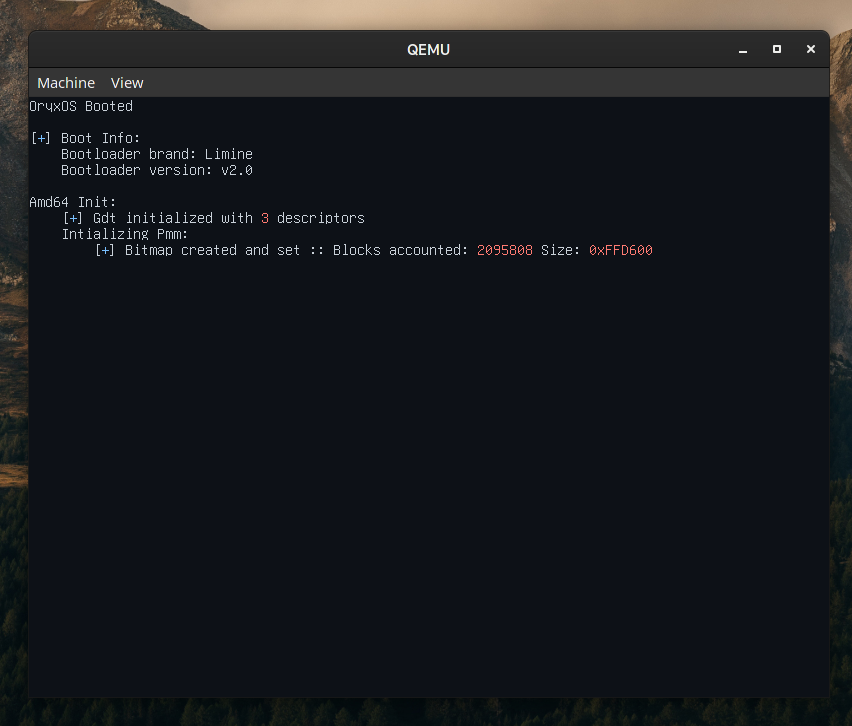 QEMU
Machine View
OryxOS Booted
[+] Boot Info:
Bootloader brand: Limine
Bootloader version: v2.0
Amd64 Init:
[+] Gdt initialized with 3 descriptors
Intializing Pmm:
[+] Bitmap created and set :: Blocks accounted: 2095808 Size: 0xFFD600